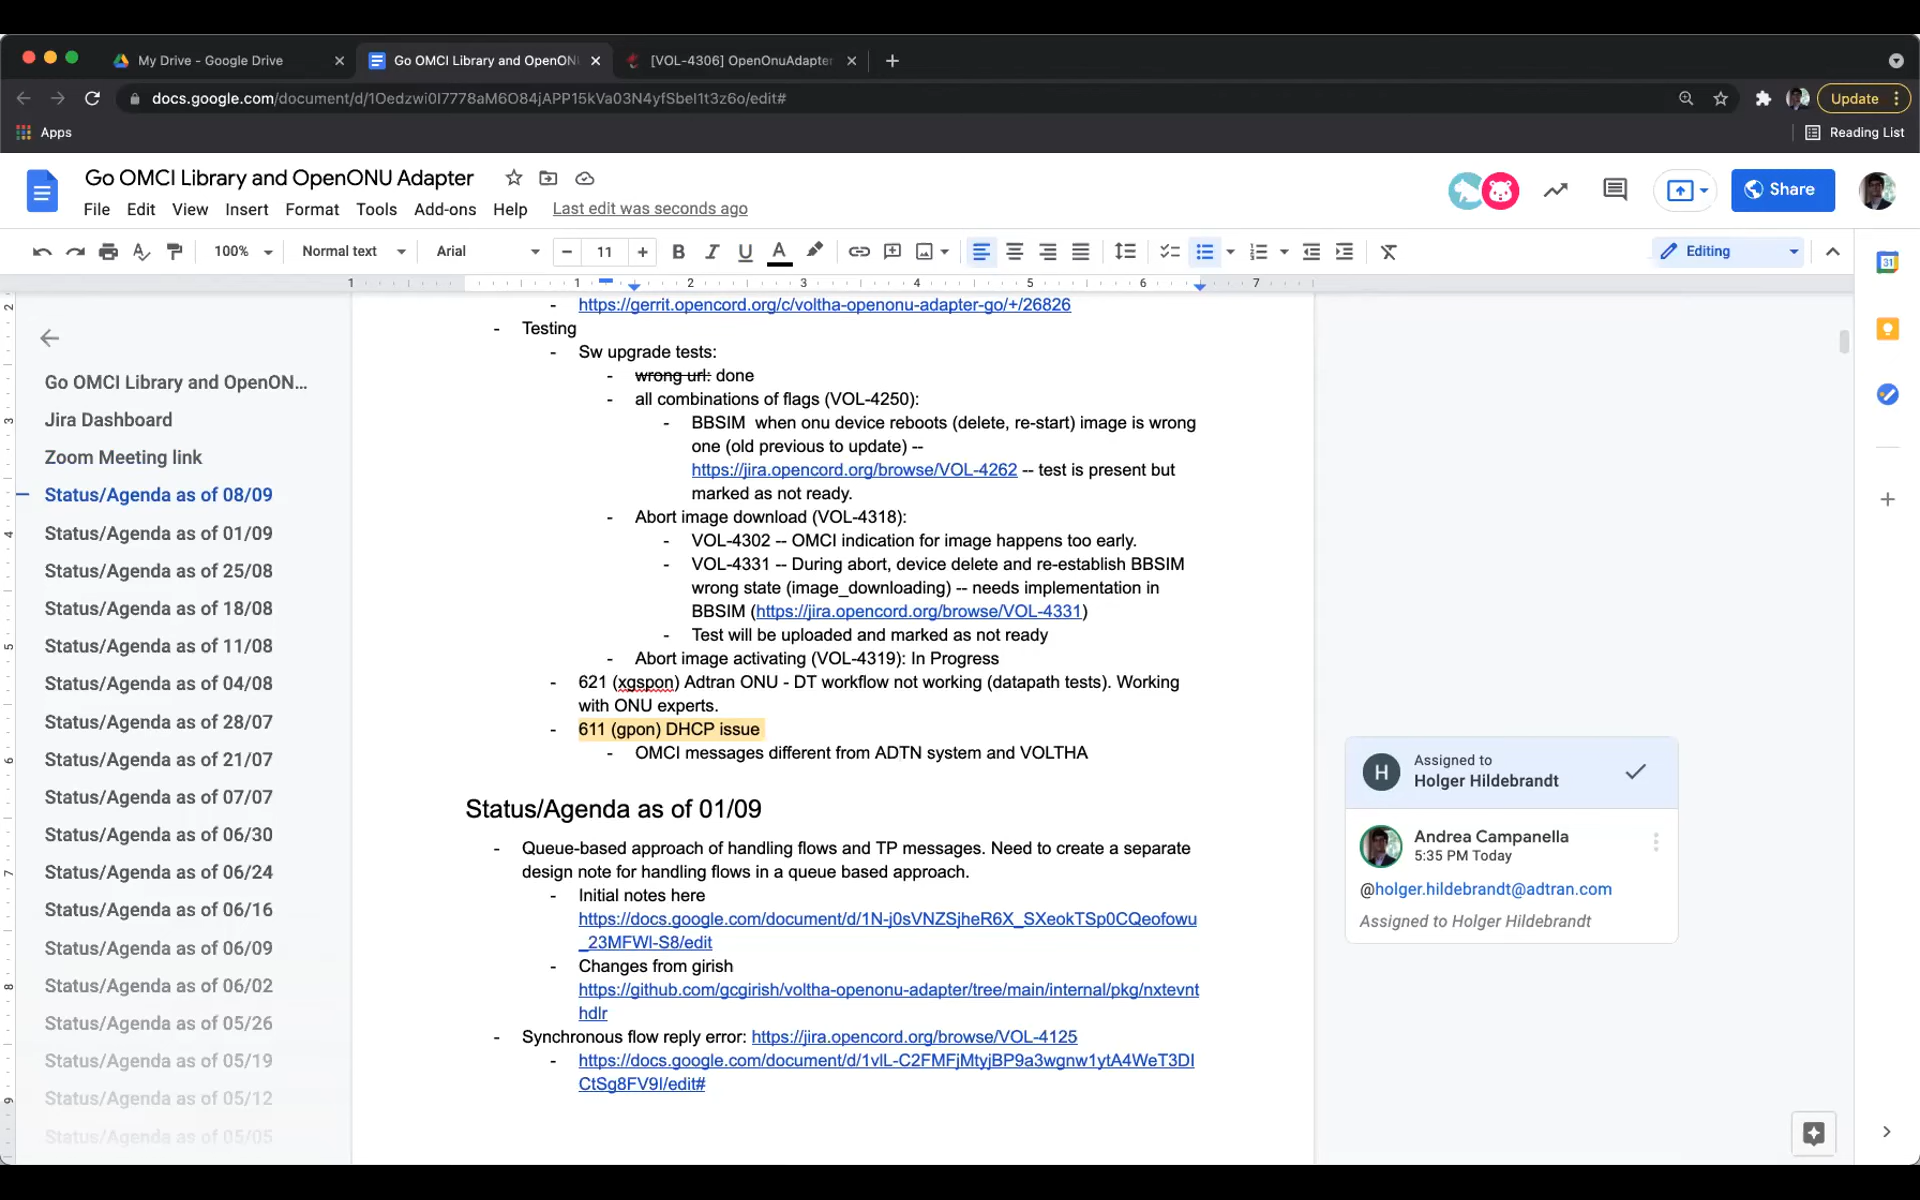 My Drive - Google Drive
Go OMCI Library and OpenON
[VOL-4306] OpenOnuAdapter
docs.google.com/document/d/1Oedzwi0I7778aM6O84jAPP15kVa03N4yfSbeI1t3z6o/edit#
Update
Apps
Reading List
Go OMCI Library and OpenONU Adapter
File Edit View Insert Format Tools Add-ons Help Last edit was seconds ago
Share
100% Normal text Arial 11 Editing
1 1 2 3 4 5 6 7
- https://gerrit.opencord.org/c/voltha-openonu-adapter-go/+/26826
- Testing
- Sw upgrade tests:
- wrong url: done
- all combinations of flags (VOL-4250):
- BBSIM when onu device reboots (delete, re-start) image is wrong
one (old previous to update) --
https://jira.opencord.org/browse/VOL-4262 -- test is present but
marked as not ready.
- Abort image download (VOL-4318):
- VOL-4302 -- OMCI indication for image happens too early.
- VOL-4331 -- During abort, device delete and re-establish BBSIM
wrong state (image_downloading) -- needs implementation in
BBSIM (https://jira.opencord.org/browse/VOL-4331)
- Test will be uploaded and marked as not ready
- Abort image activating (VOL-4319): In Progress
- 621 (xgspon) Adtran ONU - DT workflow not working (datapath tests). Working
with ONU experts.
- 611 (gpon) DHCP issue
- OMCI messages different from ADTN system and VOLTHA
Status/Agenda as of 01/09
- Queue-based approach of handling flows and TP messages. Need to create a separate
design note for handling flows in a queue based approach.
- Initial notes here
https://docs.google.com/document/d/1N-j0sVNZSjheR6X_SXeokTSp0CQeofowu
_23MFWl-S8/edit
- Changes from girish
https://github.com/gcgirish/voltha-openonu-adapter/tree/main/internal/pkg/nxtevnt
hdlr
- Synchronous flow reply error: https://jira.opencord.org/browse/VOL-4125
- https://docs.google.com/document/d/1vlL-C2FMFjMtyjBP9a3wgnw1ytA4WeT3DI
CtSg8FV9I/edit#
Go OMCI Library and OpenON...
Jira Dashboard
Zoom Meeting link
Status/Agenda as of 08/09
Status/Agenda as of 01/09
Status/Agenda as of 25/08
Status/Agenda as of 18/08
Status/Agenda as of 11/08
Status/Agenda as of 04/08
Status/Agenda as of 28/07
Status/Agenda as of 21/07
Status/Agenda as of 07/07
Status/Agenda as of 06/30
Status/Agenda as of 06/24
Status/Agenda as of 06/16
Status/Agenda as of 06/09
Status/Agenda as of 06/02
Status/Agenda as of 05/26
Status/Agenda as of 05/19
Status/Agenda as of 05/12
Status/Agenda as of 05/05
2
3
4
5
6
7
8
9
31
H
Assigned to
Holger Hildebrandt
Andrea Campanella
5:35 PM Today
@holger.hildebrandt@adtran.com
Assigned to Holger Hildebrandt